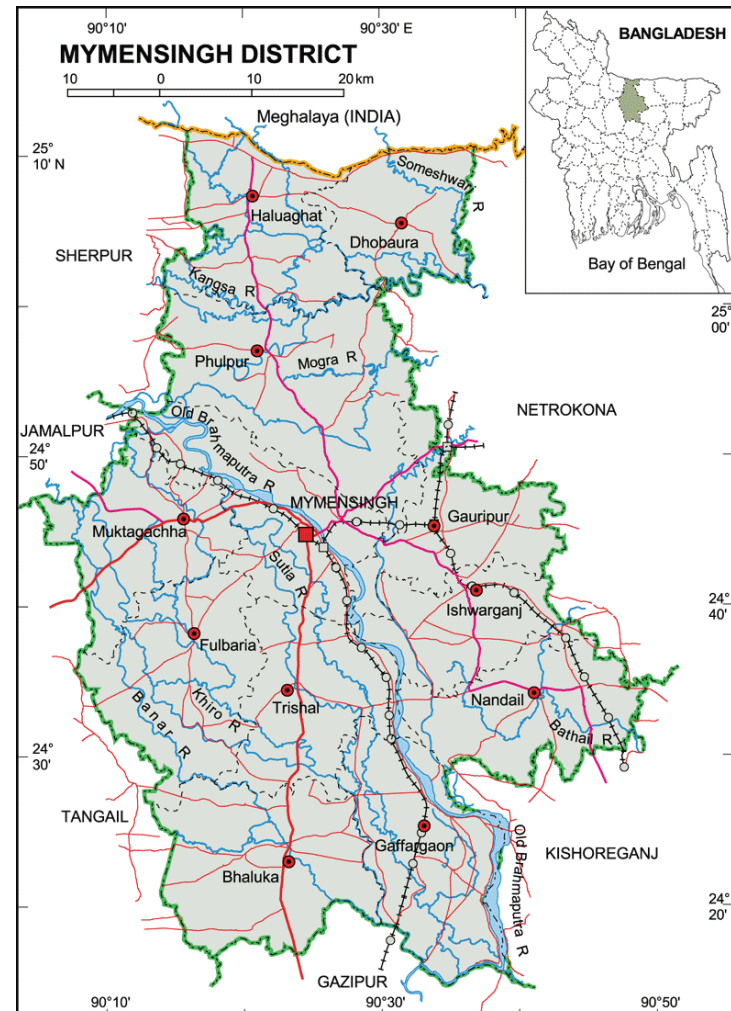 90°10'
90°30' E
MYMENSINGH DISTRICT
10 0 10 20 km
BANGLADESH
Meghalaya (INDIA)
25°
10' N
Someshwari R
Haluaghat
Dhobaura
SHERPUR
Bay of Bengal
Kangsa R
25°
00'
Phulpur
Mogra R
NETROKONA
Old Brahmaputra R
JAMALPUR
24°
50'
MYMENSINGH
Muktagachha
Gauripur
Sutia R
Ishwarganj
24°
40'
Fulbaria
Khiro R
Trishal
Nandail
Banar R
Bathail R
24°
30'
TANGAIL
Gaffargaon
Old Brahmaputra R
KISHOREGANJ
Bhaluka
24°
20'
GAZIPUR
90°10'
90°30'
90°50'